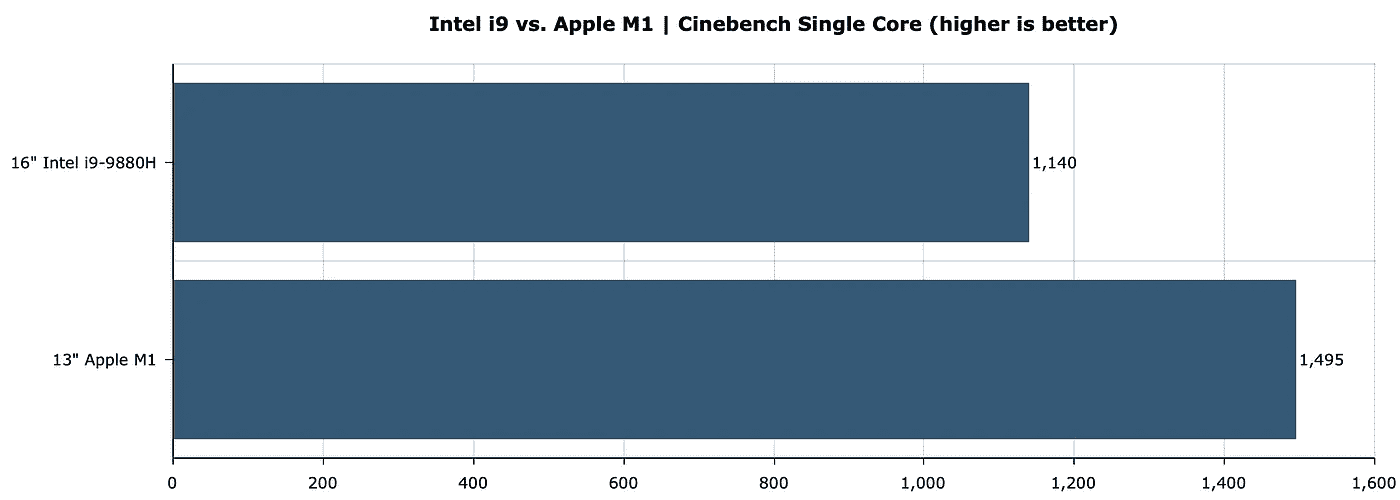 Intel i9 vs. Apple M1 | Cinebench Single Core (higher is better)
16" Intel i9-9880H
1,140
13" Apple M1
1,495
0 200 400 600 800 1,000 1,200 1,400 1,600